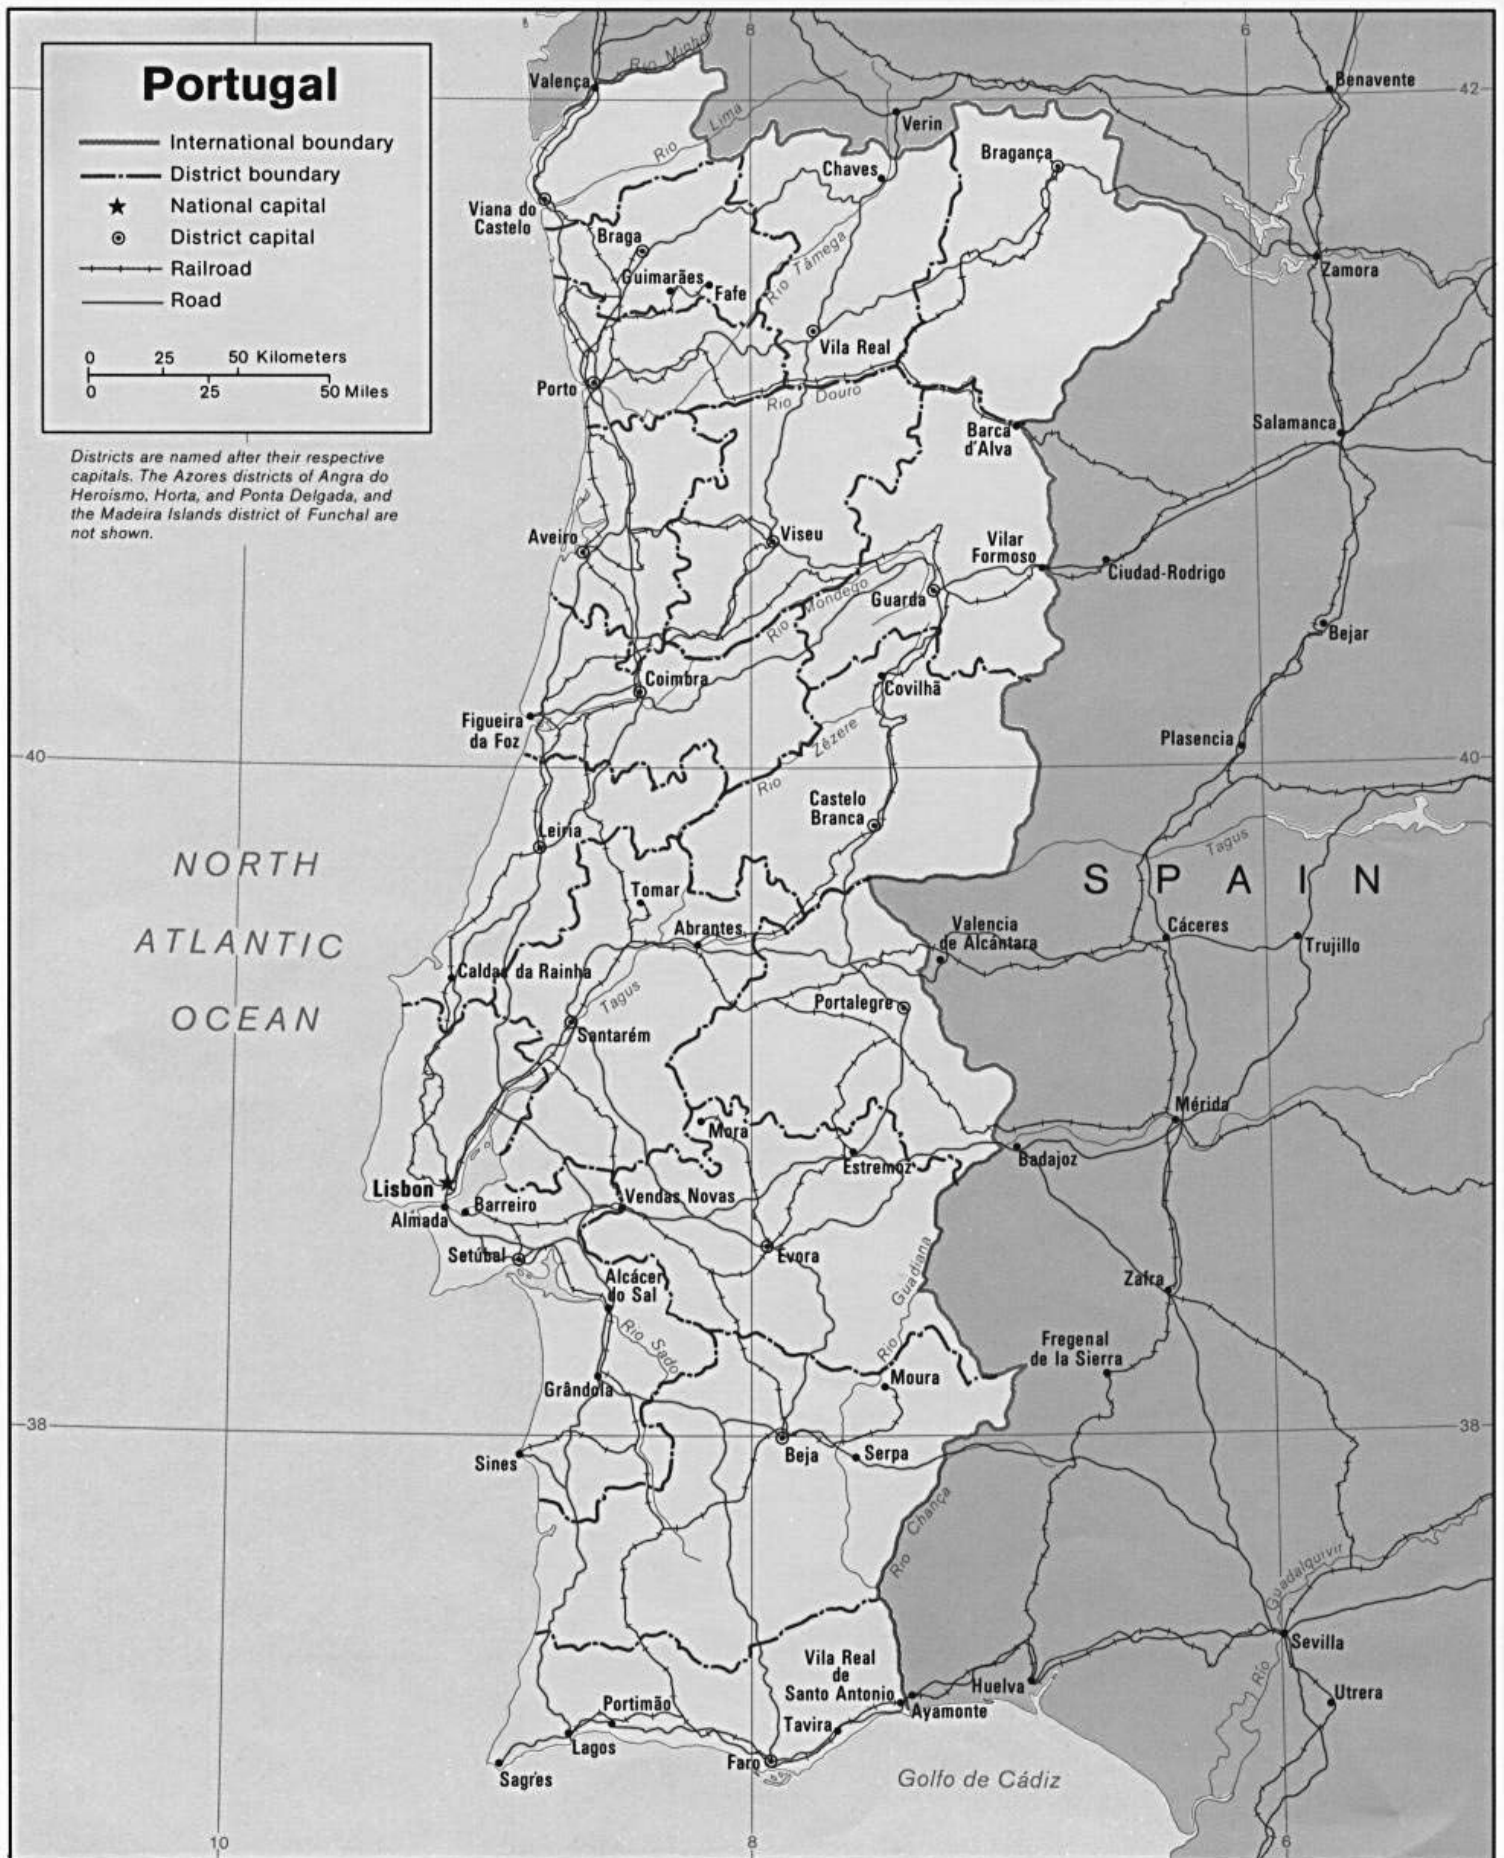 Portugal
International boundary
District boundary
National capital
District capital
Railroad
Road
0 25 50 Kilometers
0 25 50 Miles
Districts are named after their respective
capitals. The Azores districts of Angra do
Heroísmo, Horta, and Ponta Delgada, and
the Madeira Islands district of Funchal are
not shown.
8
6
Rio Minho
Valença
Benavente
42
Rio Lima
Verin
Bragança
Chaves
Viana do
Castelo
Braga
Rio Tâmega
Guimarães
Fafe
Zamora
Vila Real
Porto
Rio Douro
Barca
d'Alva
Salamanca
Aveiro
Viseu
Vilar
Formoso
Ciudad-Rodrigo
Rio Mondego
Guarda
Bejar
Coimbra
Covilhã
Figueira
da Foz
Rio Zêzere
Plasencia
40
40
Castelo
Branca
Leiria
Tagus
NORTH
ATLANTIC
OCEAN
SPAIN
Tomar
Abrantes
Valencia
de Alcántara
Cáceres
Trujillo
Caldas da Rainha
Tagus
Portalegre
Santarém
Mérida
Mora
Estremoz
Badajoz
Lisbon
Almada
Barreiro
Vendas Novas
Setúbal
Evora
Rio Guadiana
Alcácer
do Sal
Zafra
Rio Sado
Fregenal
de la Sierra
Grândola
Moura
38
38
Sines
Beja
Serpa
Rio Chança
Guadalquivir
Río
Sevilla
Vila Real
de
Santo Antonio
Huelva
Ayamonte
Utrera
Portimão
Tavira
Lagos
Faro
Sagres
Golfo de Cádiz
10
8
6